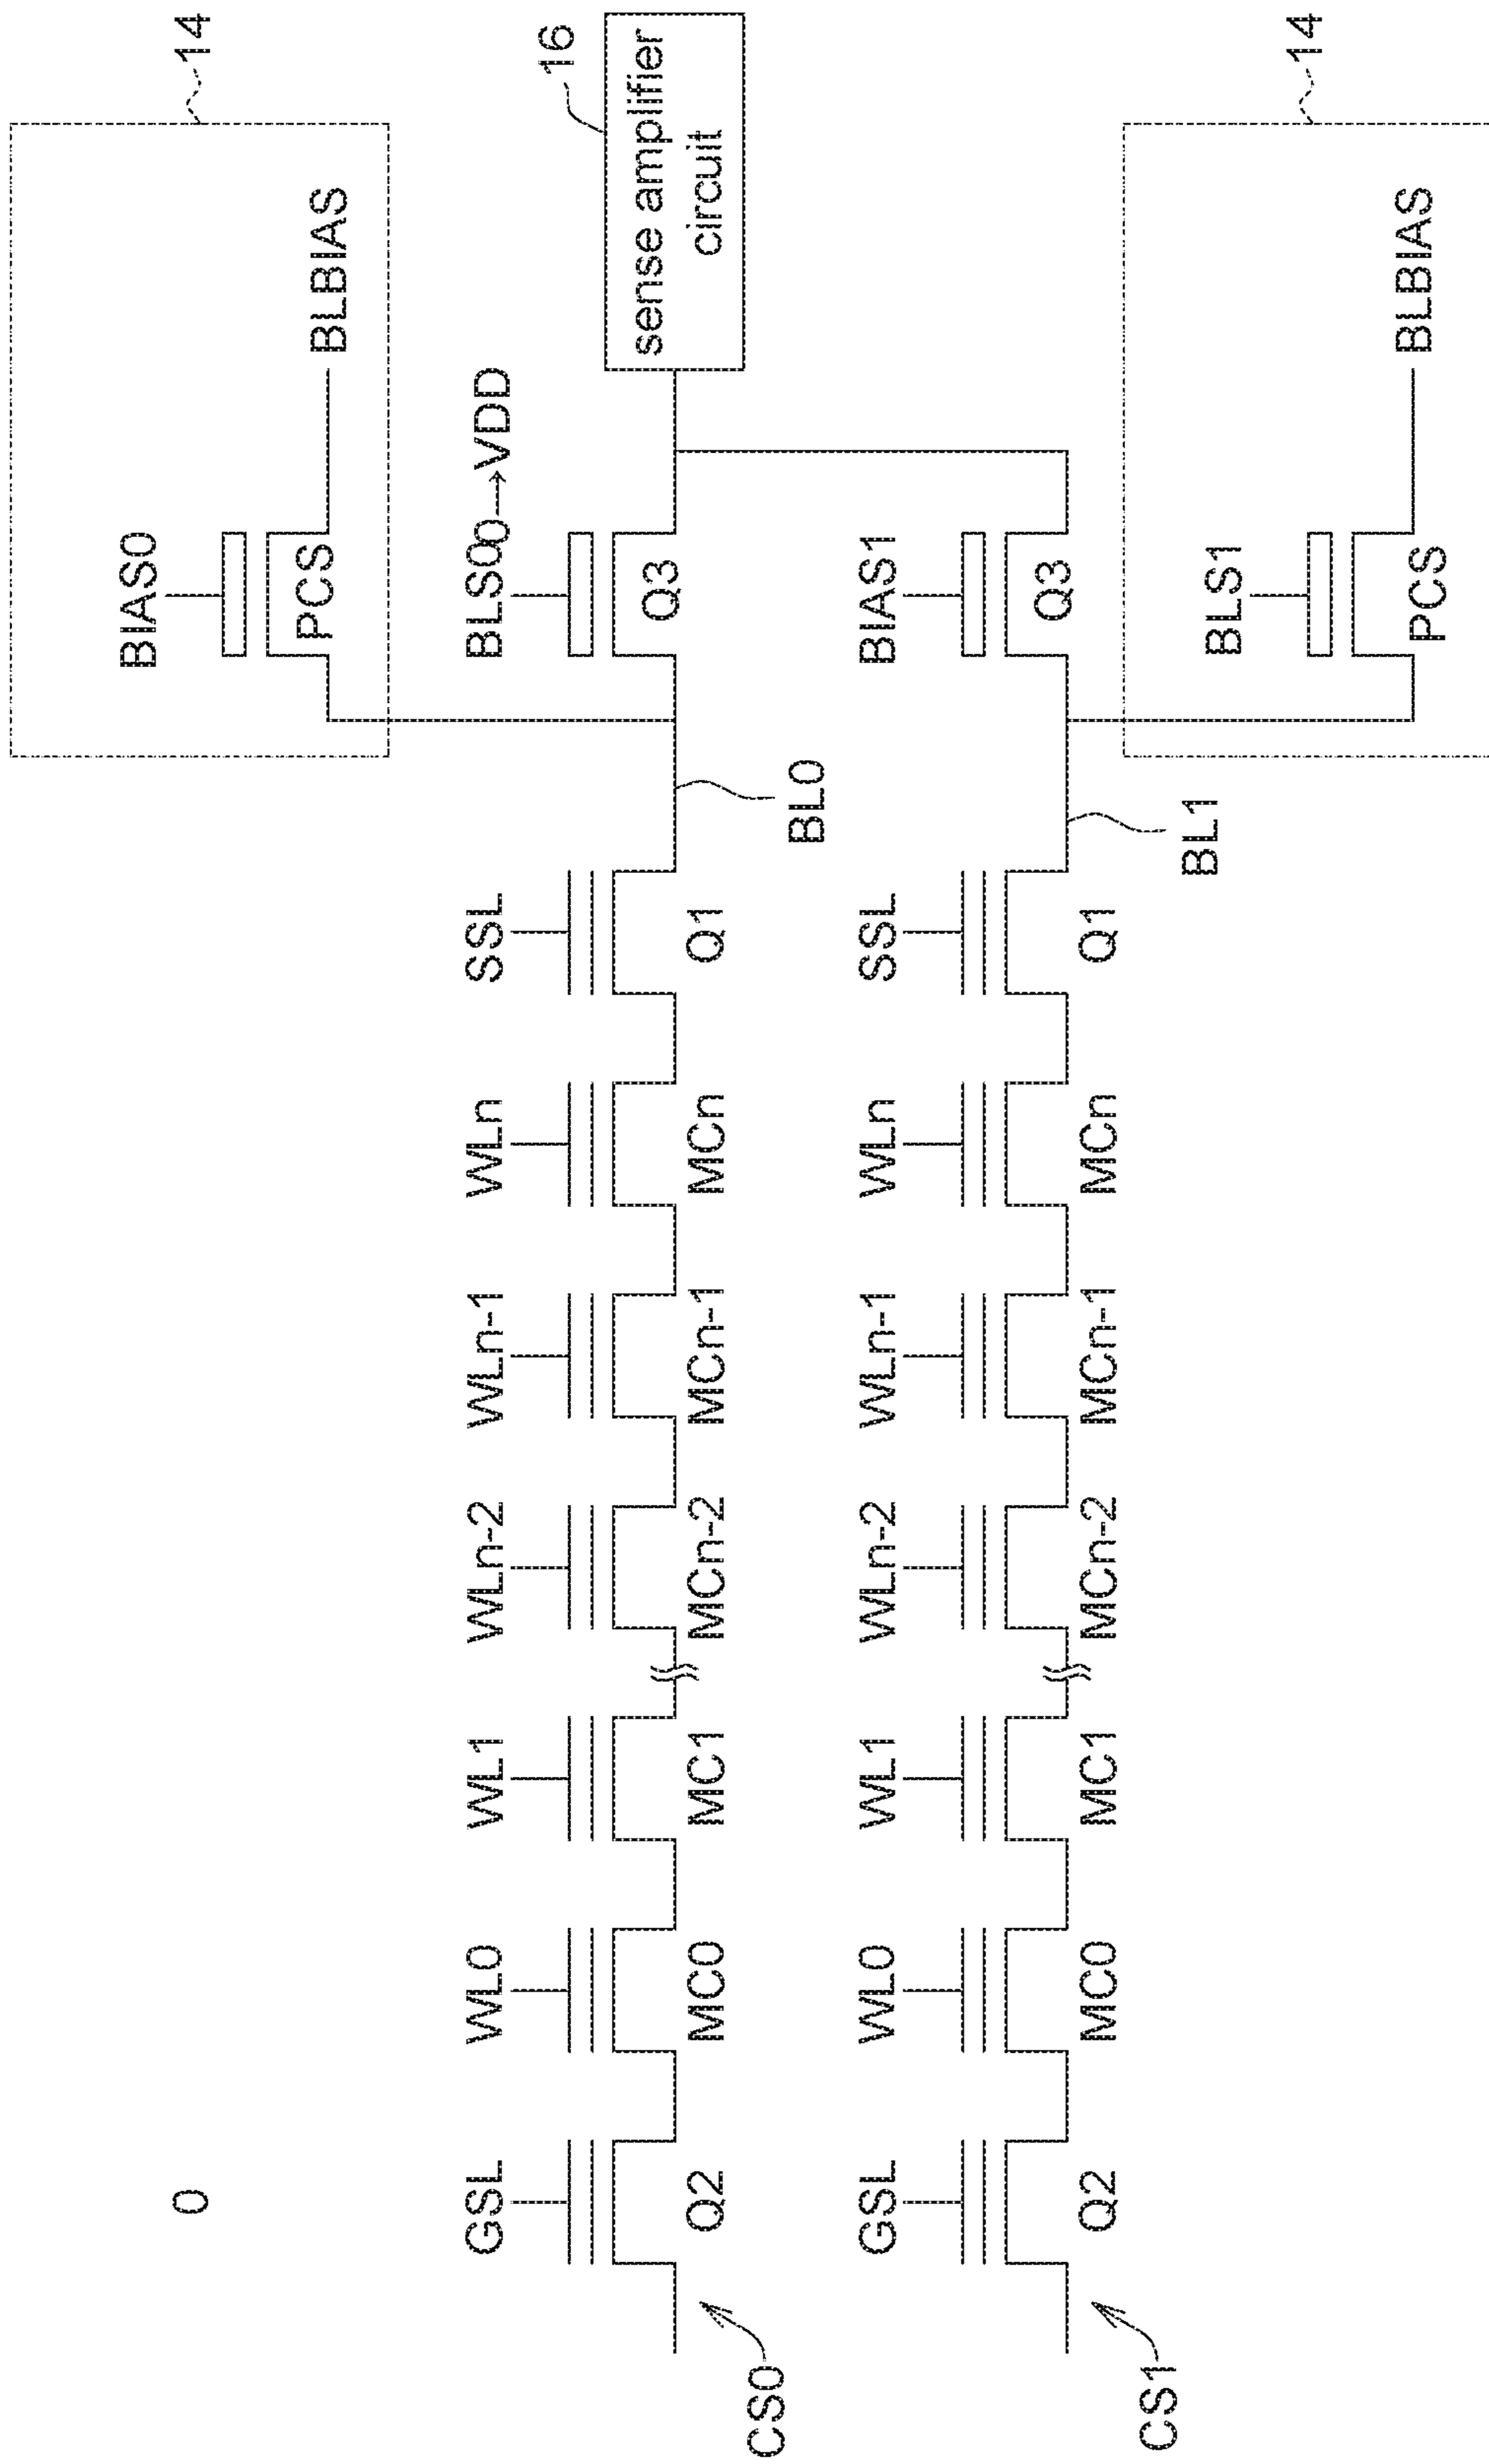 14
BIAS0
PCS
BLBIAS
0
GSL
WL0
WL1
WLn-2
WLn-1
WLn
SSL
BLS0
0→VDD
16
sense amplifier
circuit
Q2
MC0
MC1
MCn-2
MCn-1
MCn
Q1
Q3
CS0
BL0
GSL
WL0
WL1
WLn-2
WLn-1
WLn
SSL
BIAS1
Q2
MC0
MC1
MCn-2
MCn-1
MCn
Q1
Q3
CS1
BL1
BLS1
PCS
BLBIAS
14